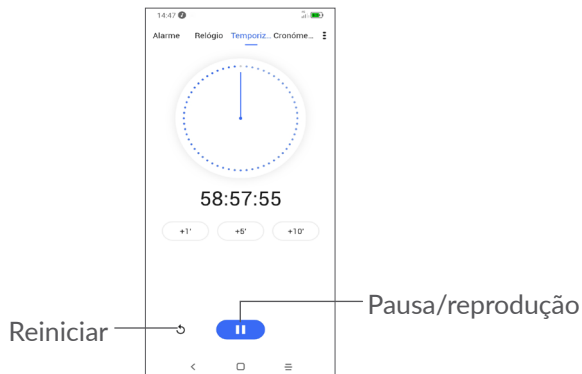 14:47
Alarme Relógio Temporiz… Cronóme…
58:57:55
+1' +5' +10'
Pausa/reprodução
Reiniciar